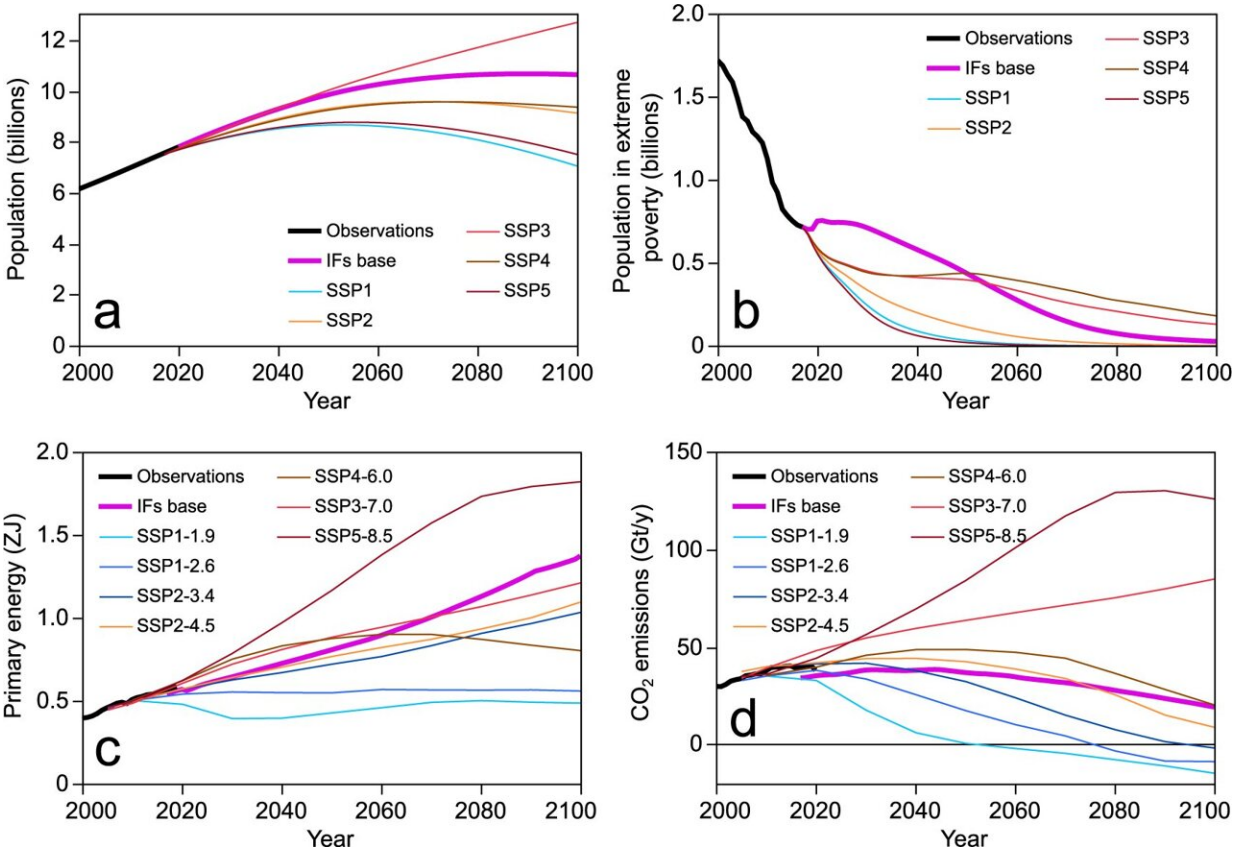 Population (billions)
12
10
8
6
4
2
0
Observations
IFs base
SSP1
SSP2
SSP3
SSP4
SSP5
a
2000 2020 2040 2060 2080 2100
Year
Population in extreme
poverty (billions)
2.0
1.5
1.0
0.5
0
Observations
IFs base
SSP1
SSP2
SSP3
SSP4
SSP5
b
2000 2020 2040 2060 2080 2100
Year
Primary energy (ZJ)
2.0
1.5
1.0
0.5
0
Observations
IFs base
SSP1-1.9
SSP1-2.6
SSP2-3.4
SSP2-4.5
SSP4-6.0
SSP3-7.0
SSP5-8.5
c
2000 2020 2040 2060 2080 2100
Year
CO₂ emissions (Gt/y)
150
100
50
0
Observations
IFs base
SSP1-1.9
SSP1-2.6
SSP2-3.4
SSP2-4.5
SSP4-6.0
SSP3-7.0
SSP5-8.5
d
2000 2020 2040 2060 2080 2100
Year